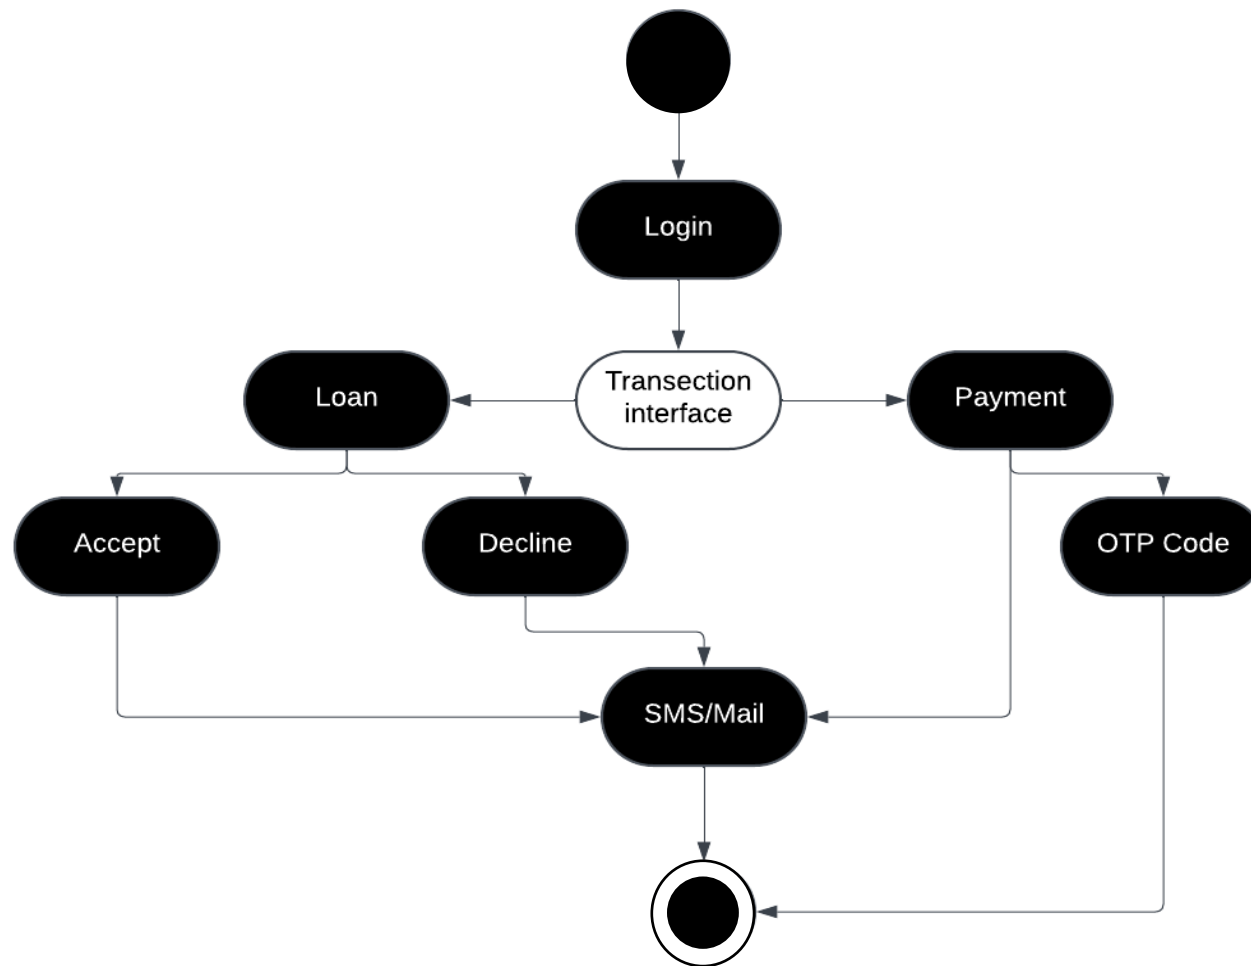 Login
Loan
Transection
interface
Payment
Accept
Decline
OTP Code
SMS/Mail